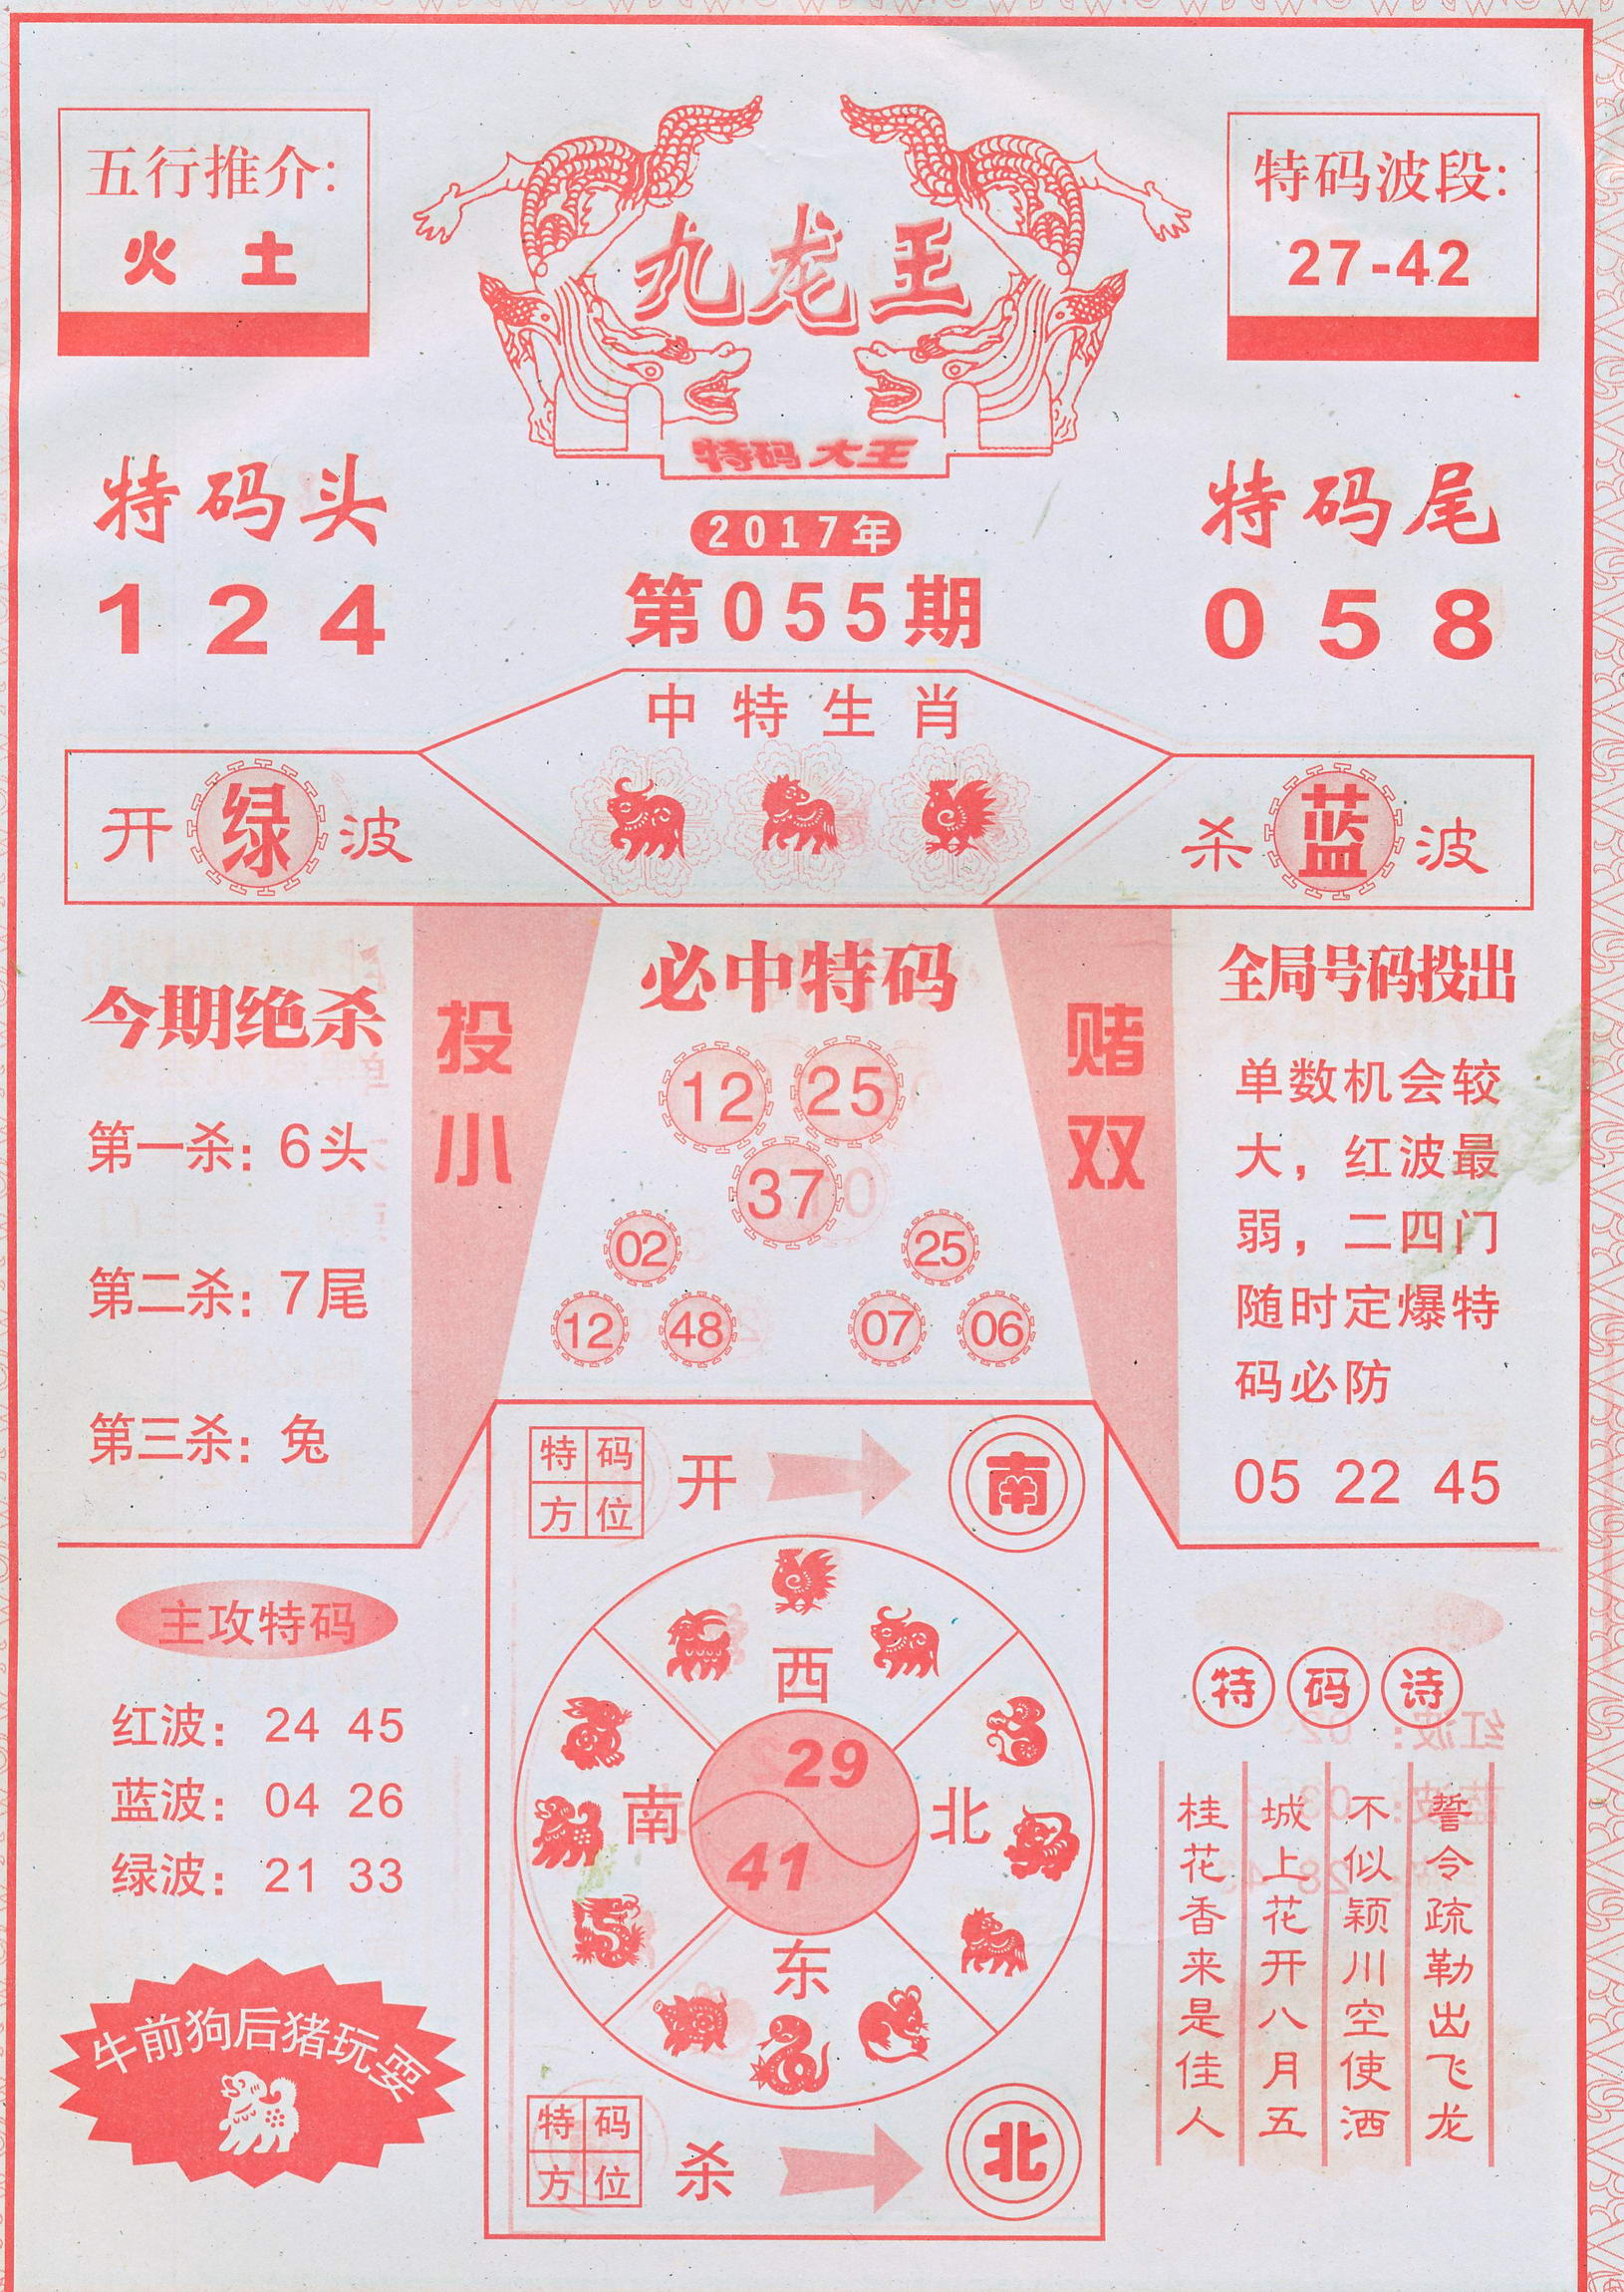 五行推介:
火 土
九龙王
特码大王
特码波段:
27-42
特码头
1 2 4
2017年
第055期
特码尾
0 5 8
中特生肖
开 绿 波
杀 蓝 波
今期绝杀
第一杀: 6头
第二杀: 7尾
第三杀: 兔
投小
必中特码
12 25
37
02
12 48
25
07 06
赌双
全局号码投出
单数机会较
大，红波最
弱，二四门
随时定爆特
码必防
05 22 45
特码方位
开 南
西
南
北
东
29
41
特码方位
杀 北
主攻特码
红波: 24 45
蓝波: 04 26
绿波: 21 33
牛前狗后猪玩耍
特码诗
誓令疏勒出飞龙
不似颖川空使洒
城上花开八月五
桂花香来是佳人